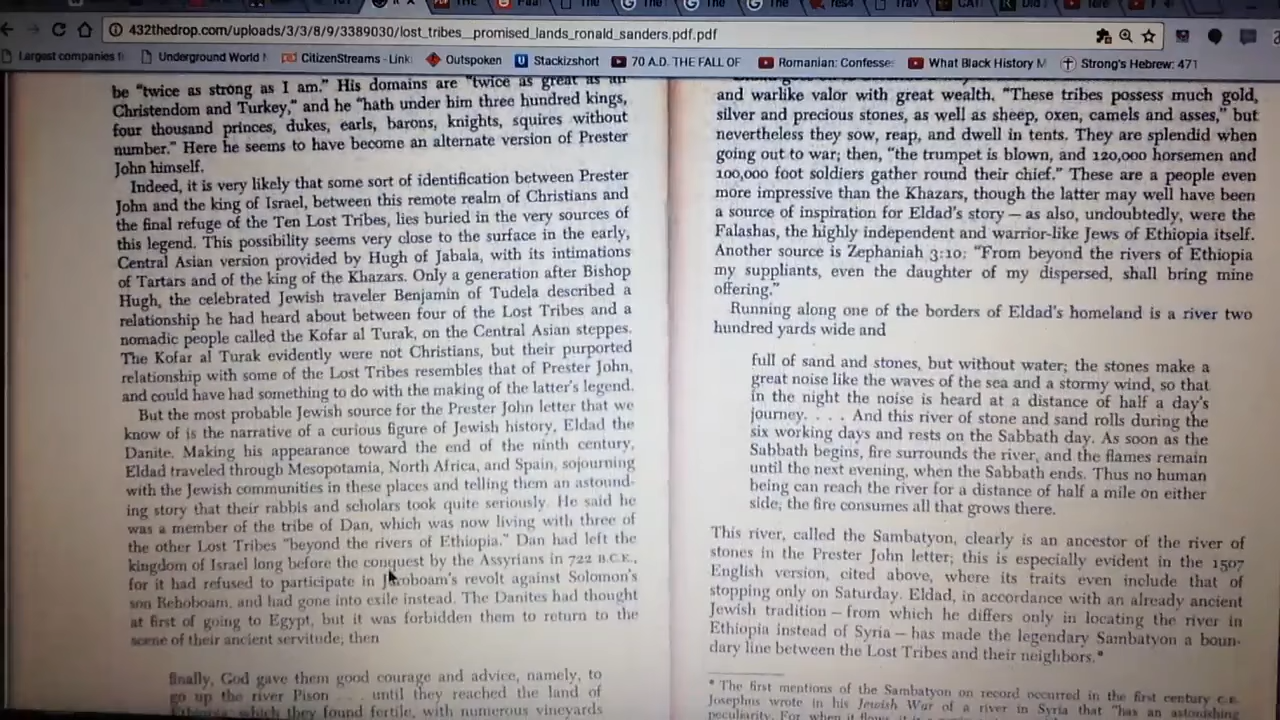 432thedrop.com/uploads/3/3/8/9/3389030/lost_tribes__promised_lands_ronald_sanders.pdf.pdf
Largest companies
Underground World
CitizenStreams - Link
Outspoken
Stackizshort
70 A.D. THE FALL OF
Romanian: Confesse
What Black History M
Strong's Hebrew: 471
be "twice as strong as I am." His domains are "twice as great as all
Christendom and Turkey," and he "hath under him three hundred kings,
four thousand princes, dukes, earls, barons, knights, squires without
number." Here he seems to have become an alternate version of Prester
John himself.
Indeed, it is very likely that some sort of identification between Prester
John and the king of Israel, between this remote realm of Christians and
the final refuge of the Ten Lost Tribes, lies buried in the very sources of
this legend. This possibility seems very close to the surface in the early,
Central Asian version provided by Hugh of Jabala, with its intimations
of Tartars and of the king of the Khazars. Only a generation after Bishop
Hugh, the celebrated Jewish traveler Benjamin of Tudela described a
relationship he had heard about between four of the Lost Tribes and a
nomadic people called the Kofar al Turak, on the Central Asian steppes.
The Kofar al Turak evidently were not Christians, but their purported
relationship with some of the Lost Tribes resembles that of Prester John,
and could have had something to do with the making of the latter's legend.
But the most probable Jewish source for the Prester John letter that we
know of is the narrative of a curious figure of Jewish history, Eldad the
Danite. Making his appearance toward the end of the ninth century,
Eldad traveled through Mesopotamia, North Africa, and Spain, sojourning
with the Jewish communities in these places and telling them an astound-
ing story that their rabbis and scholars took quite seriously. He said he
was a member of the tribe of Dan, which was now living with three of
the other Lost Tribes "beyond the rivers of Ethiopia." Dan had left the
kingdom of Israel long before the conquest by the Assyrians in 722 B.C.E.,
for it had refused to participate in Jeroboam's revolt against Solomon's
son Rehoboam, and had gone into exile instead. The Danites had thought
at first of going to Egypt, but it was forbidden them to return to the
scene of their ancient servitude; then
finally, God gave them good courage and advice, namely, to
go up the river Pison . . . until they reached the land of
Ethiopia, which they found fertile, with numerous vineyards
and warlike valor with great wealth. "These tribes possess much gold,
silver and precious stones, as well as sheep, oxen, camels and asses," but
nevertheless they sow, reap, and dwell in tents. They are splendid when
going out to war; then, "the trumpet is blown, and 120,000 horsemen and
100,000 foot soldiers gather round their chief." These are a people even
more impressive than the Khazars, though the latter may well have been
a source of inspiration for Eldad's story — as also, undoubtedly, were the
Falashas, the highly independent and warrior-like Jews of Ethiopia itself.
Another source is Zephaniah 3:10: "From beyond the rivers of Ethiopia
my suppliants, even the daughter of my dispersed, shall bring mine
offering."
Running along one of the borders of Eldad's homeland is a river two
hundred yards wide and
full of sand and stones, but without water; the stones make a
great noise like the waves of the sea and a stormy wind, so that
in the night the noise is heard at a distance of half a day's
journey. . . . And this river of stone and sand rolls during the
six working days and rests on the Sabbath day. As soon as the
Sabbath begins, fire surrounds the river, and the flames remain
until the next evening, when the Sabbath ends. Thus no human
being can reach the river for a distance of half a mile on either
side; the fire consumes all that grows there.
This river, called the Sambatyon, clearly is an ancestor of the river of
stones in the Prester John letter; this is especially evident in the 1507
English version, cited above, where its traits even include that of
stopping only on Saturday. Eldad, in accordance with an already ancient
Jewish tradition — from which he differs only in locating the river in
Ethiopia instead of Syria — has made the legendary Sambatyon a boun-
dary line between the Lost Tribes and their neighbors.*
* The first mentions of the Sambatyon on record occurred in the first century C.E.
Josephus wrote in his Jewish War of a river in Syria that "has an astonishing
peculiarity. For when it flows, it is